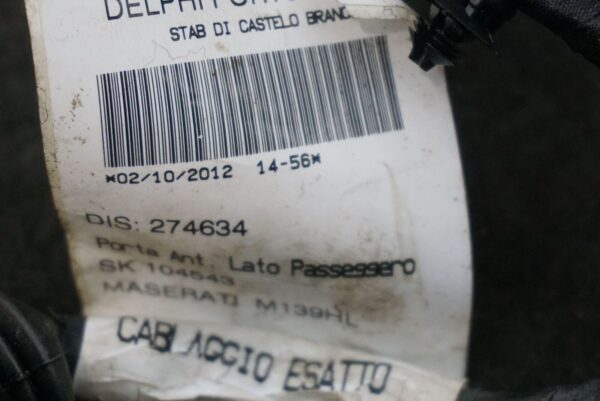 DELPHI
STAB DI CASTELO BRANC
*02/10/2012 14-56*
DIS: 274634
Porta Ant. Lato Passeggero
SK 104543
MASERATI M139HL
CABLAGGIO ESATTO